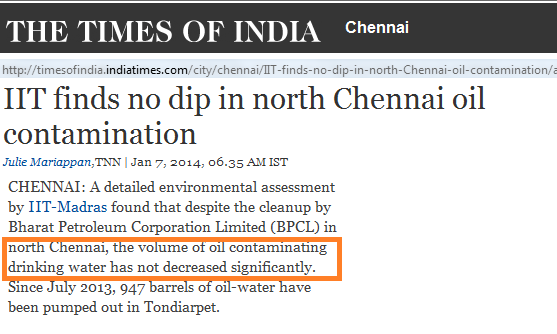 THE TIMES OF INDIA Chennai
http://timesofindia.indiatimes.com/city/chennai/IIT-finds-no-dip-in-north-Chennai-oil-contamination/a
IIT finds no dip in north Chennai oil
contamination
Julie Mariappan,TNN | Jan 7, 2014, 06.35 AM IST
CHENNAI: A detailed environmental assessment
by IIT-Madras found that despite the cleanup by
Bharat Petroleum Corporation Limited (BPCL) in
north Chennai, the volume of oil contaminating
drinking water has not decreased significantly.
Since July 2013, 947 barrels of oil-water have
been pumped out in Tondiarpet.